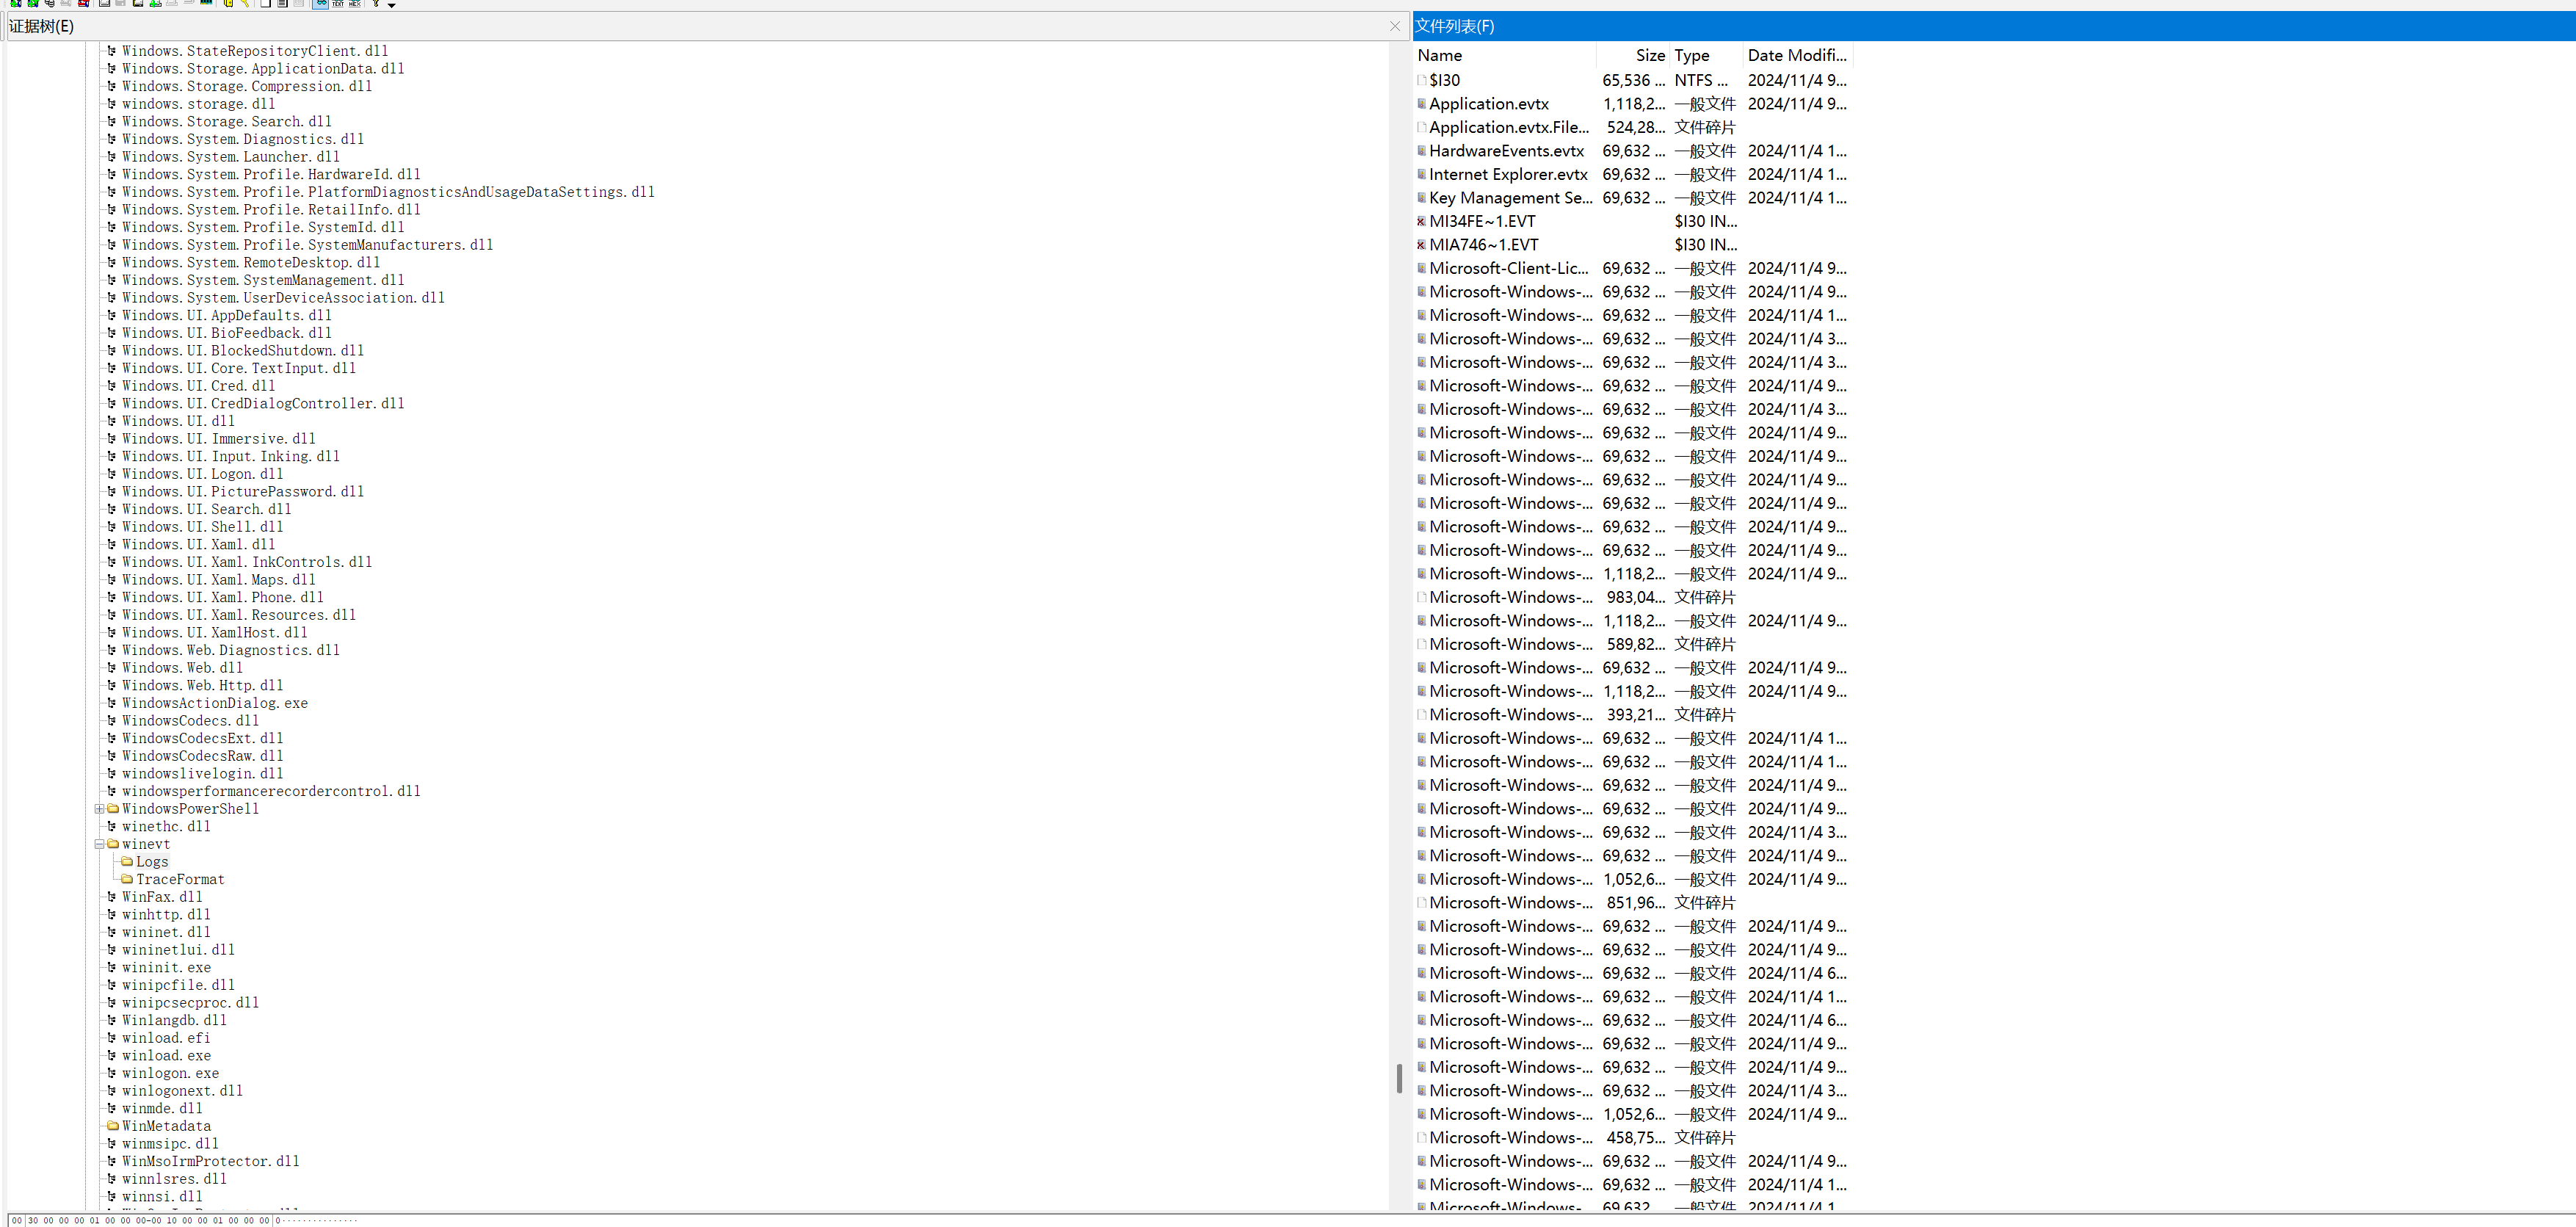 证据树(E)
Windows.StateRepositoryClient.dll
Windows.Storage.ApplicationData.dll
Windows.Storage.Compression.dll
windows.storage.dll
Windows.Storage.Search.dll
Windows.System.Diagnostics.dll
Windows.System.Launcher.dll
Windows.System.Profile.HardwareId.dll
Windows.System.Profile.PlatformDiagnosticsAndUsageDataSettings.dll
Windows.System.Profile.RetailInfo.dll
Windows.System.Profile.SystemId.dll
Windows.System.Profile.SystemManufacturers.dll
Windows.System.RemoteDesktop.dll
Windows.System.SystemManagement.dll
Windows.System.UserDeviceAssociation.dll
Windows.UI.AppDefaults.dll
Windows.UI.BioFeedback.dll
Windows.UI.BlockedShutdown.dll
Windows.UI.Core.TextInput.dll
Windows.UI.Cred.dll
Windows.UI.CredDialogController.dll
Windows.UI.dll
Windows.UI.Immersive.dll
Windows.UI.Input.Inking.dll
Windows.UI.Logon.dll
Windows.UI.PicturePassword.dll
Windows.UI.Search.dll
Windows.UI.Shell.dll
Windows.UI.Xaml.dll
Windows.UI.Xaml.InkControls.dll
Windows.UI.Xaml.Maps.dll
Windows.UI.Xaml.Phone.dll
Windows.UI.Xaml.Resources.dll
Windows.UI.XamlHost.dll
Windows.Web.Diagnostics.dll
Windows.Web.dll
Windows.Web.Http.dll
WindowsActionDialog.exe
WindowsCodecs.dll
WindowsCodecsExt.dll
WindowsCodecsRaw.dll
windowslivelogin.dll
windowsperformancerecordercontrol.dll
WindowsPowerShell
winethc.dll
winevt
Logs
TraceFormat
WinFax.dll
winhttp.dll
wininet.dll
wininetlui.dll
wininit.exe
winipcfile.dll
winipcsecproc.dll
Winlangdb.dll
winload.efi
winload.exe
winlogon.exe
winlogonext.dll
winmde.dll
WinMetadata
winmsipc.dll
WinMsoIrmProtector.dll
winnlsres.dll
winnsi.dll
文件列表(F)
Name Size Type Date Modifi...
$I30 65,536 ... NTFS ... 2024/11/4 9...
Application.evtx 1,118,2... 一般文件 2024/11/4 9...
Application.evtx.File... 524,28... 文件碎片
HardwareEvents.evtx 69,632 ... 一般文件 2024/11/4 1...
Internet Explorer.evtx 69,632 ... 一般文件 2024/11/4 1...
Key Management Se... 69,632 ... 一般文件 2024/11/4 1...
MI34FE~1.EVT $I30 IN...
MIA746~1.EVT $I30 IN...
Microsoft-Client-Lic... 69,632 ... 一般文件 2024/11/4 9...
Microsoft-Windows-... 69,632 ... 一般文件 2024/11/4 9...
Microsoft-Windows-... 69,632 ... 一般文件 2024/11/4 1...
Microsoft-Windows-... 69,632 ... 一般文件 2024/11/4 3...
Microsoft-Windows-... 69,632 ... 一般文件 2024/11/4 3...
Microsoft-Windows-... 69,632 ... 一般文件 2024/11/4 9...
Microsoft-Windows-... 69,632 ... 一般文件 2024/11/4 3...
Microsoft-Windows-... 69,632 ... 一般文件 2024/11/4 9...
Microsoft-Windows-... 69,632 ... 一般文件 2024/11/4 9...
Microsoft-Windows-... 69,632 ... 一般文件 2024/11/4 9...
Microsoft-Windows-... 69,632 ... 一般文件 2024/11/4 9...
Microsoft-Windows-... 69,632 ... 一般文件 2024/11/4 9...
Microsoft-Windows-... 69,632 ... 一般文件 2024/11/4 9...
Microsoft-Windows-... 1,118,2... 一般文件 2024/11/4 9...
Microsoft-Windows-... 983,04... 文件碎片
Microsoft-Windows-... 1,118,2... 一般文件 2024/11/4 9...
Microsoft-Windows-... 589,82... 文件碎片
Microsoft-Windows-... 69,632 ... 一般文件 2024/11/4 9...
Microsoft-Windows-... 1,118,2... 一般文件 2024/11/4 9...
Microsoft-Windows-... 393,21... 文件碎片
Microsoft-Windows-... 69,632 ... 一般文件 2024/11/4 1...
Microsoft-Windows-... 69,632 ... 一般文件 2024/11/4 1...
Microsoft-Windows-... 69,632 ... 一般文件 2024/11/4 9...
Microsoft-Windows-... 69,632 ... 一般文件 2024/11/4 9...
Microsoft-Windows-... 69,632 ... 一般文件 2024/11/4 3...
Microsoft-Windows-... 69,632 ... 一般文件 2024/11/4 9...
Microsoft-Windows-... 1,052,6... 一般文件 2024/11/4 9...
Microsoft-Windows-... 851,96... 文件碎片
Microsoft-Windows-... 69,632 ... 一般文件 2024/11/4 9...
Microsoft-Windows-... 69,632 ... 一般文件 2024/11/4 9...
Microsoft-Windows-... 69,632 ... 一般文件 2024/11/4 6...
Microsoft-Windows-... 69,632 ... 一般文件 2024/11/4 1...
Microsoft-Windows-... 69,632 ... 一般文件 2024/11/4 6...
Microsoft-Windows-... 69,632 ... 一般文件 2024/11/4 9...
Microsoft-Windows-... 69,632 ... 一般文件 2024/11/4 9...
Microsoft-Windows-... 69,632 ... 一般文件 2024/11/4 3...
Microsoft-Windows-... 1,052,6... 一般文件 2024/11/4 9...
Microsoft-Windows-... 458,75... 文件碎片
Microsoft-Windows-... 69,632 ... 一般文件 2024/11/4 9...
Microsoft-Windows-... 69,632 ... 一般文件 2024/11/4 1...
Microsoft-Windows-... 69,632 ... 一般文件 2024/11/4 1...
00 30 00 00 00 01 00 00 00-00 10 00 00 01 00 00 00 0···············